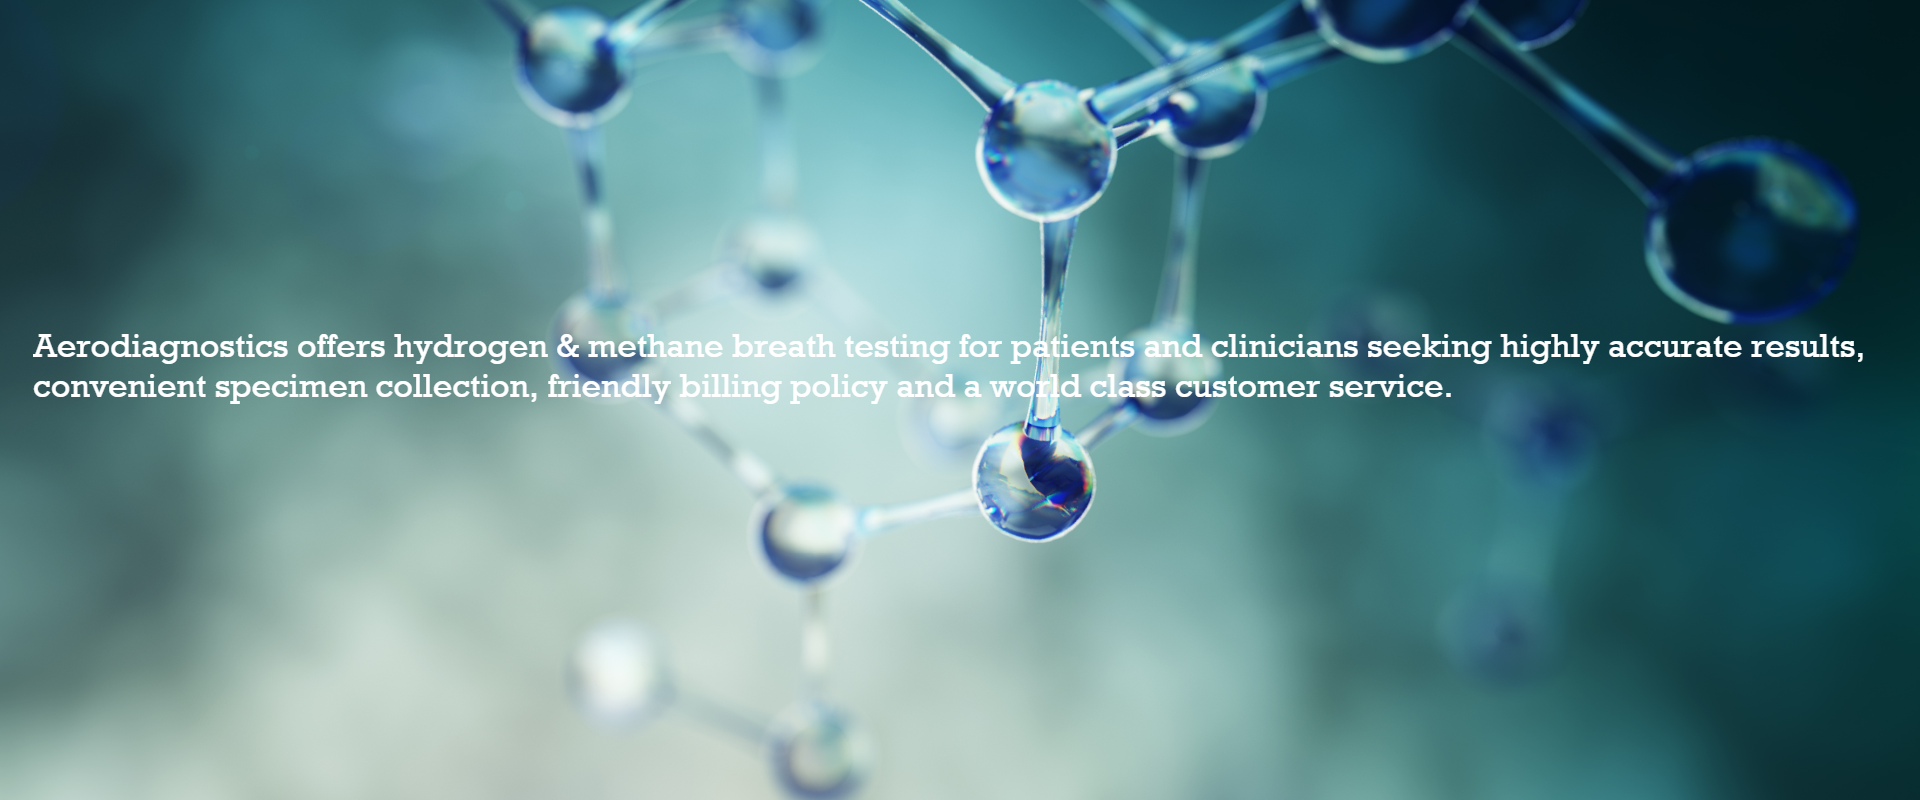 Aerodiagnostics offers hydrogen & methane breath testing for patients and clinicians seeking highly accurate results,
convenient specimen collection, friendly billing policy and a world class customer service.